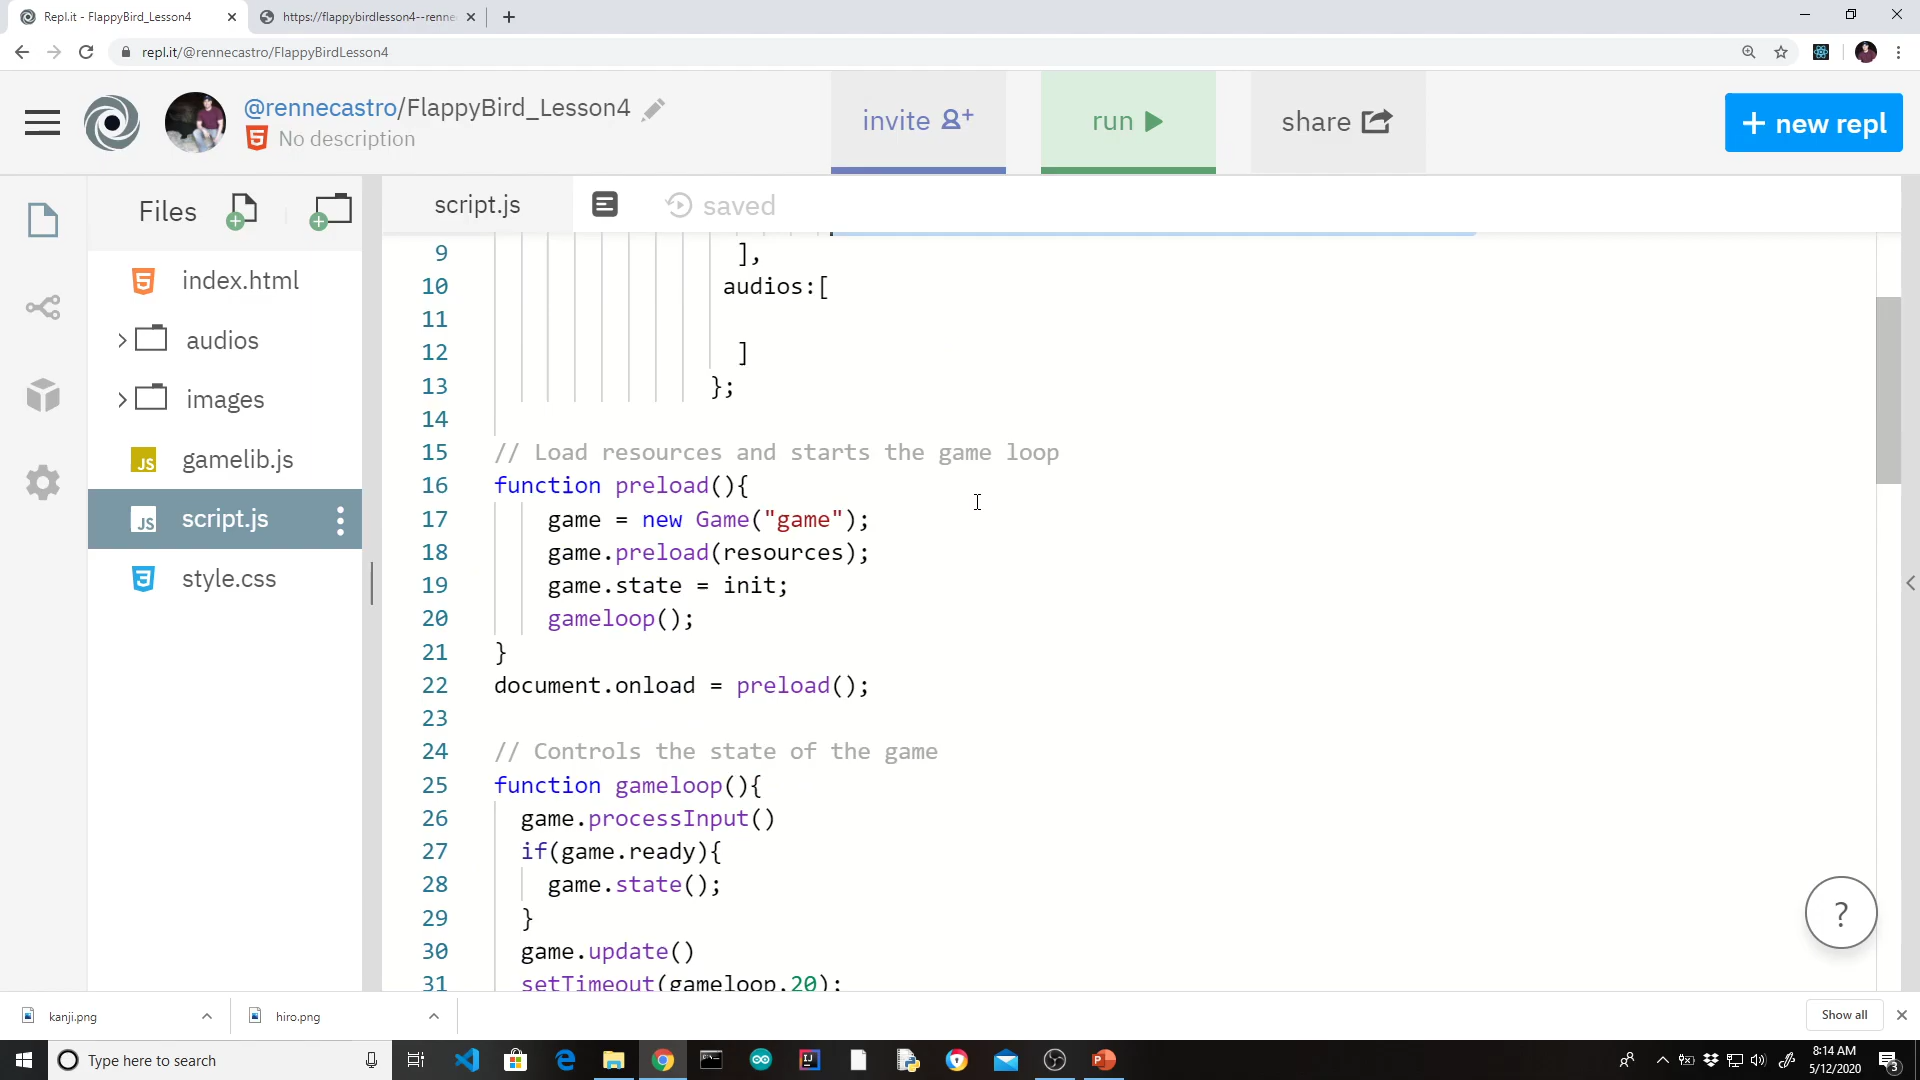 Repl.it - FlappyBird_Lesson4
https://flappybirdlesson4--renne
repl.it/@rennecastro/FlappyBirdLesson4
@rennecastro/FlappyBird_Lesson4
No description
invite
run
share
+ new repl
Files
script.js
saved
index.html
audios
images
gamelib.js
script.js
style.css
9 ],
10 audios:[
11
12 ]
13 };
14
15 // Load resources and starts the game loop
16 function preload(){
17 game = new Game("game");
18 game.preload(resources);
19 game.state = init;
20 gameloop();
21 }
22 document.onload = preload();
23
24 // Controls the state of the game
25 function gameloop(){
26 game.processInput()
27 if(game.ready){
28 game.state();
29 }
30 game.update()
31 setTimeout(gameloop,20);
?
kanji.png
hiro.png
Show all
Type here to search
8:14 AM
5/12/2020
3